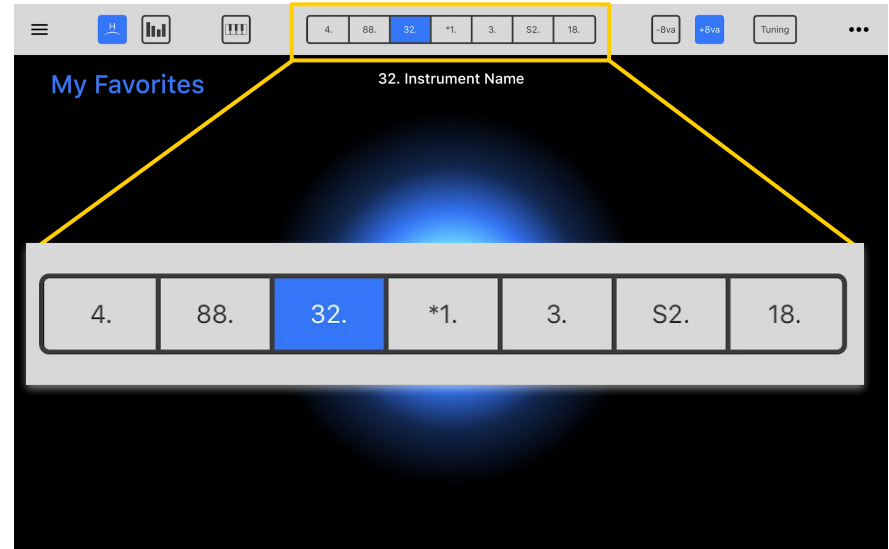 H 4. 88. 32. *1. 3. S2. 18. -8va +8va Tuning
My Favorites
32. Instrument Name
4. 88. 32. *1. 3. S2. 18.